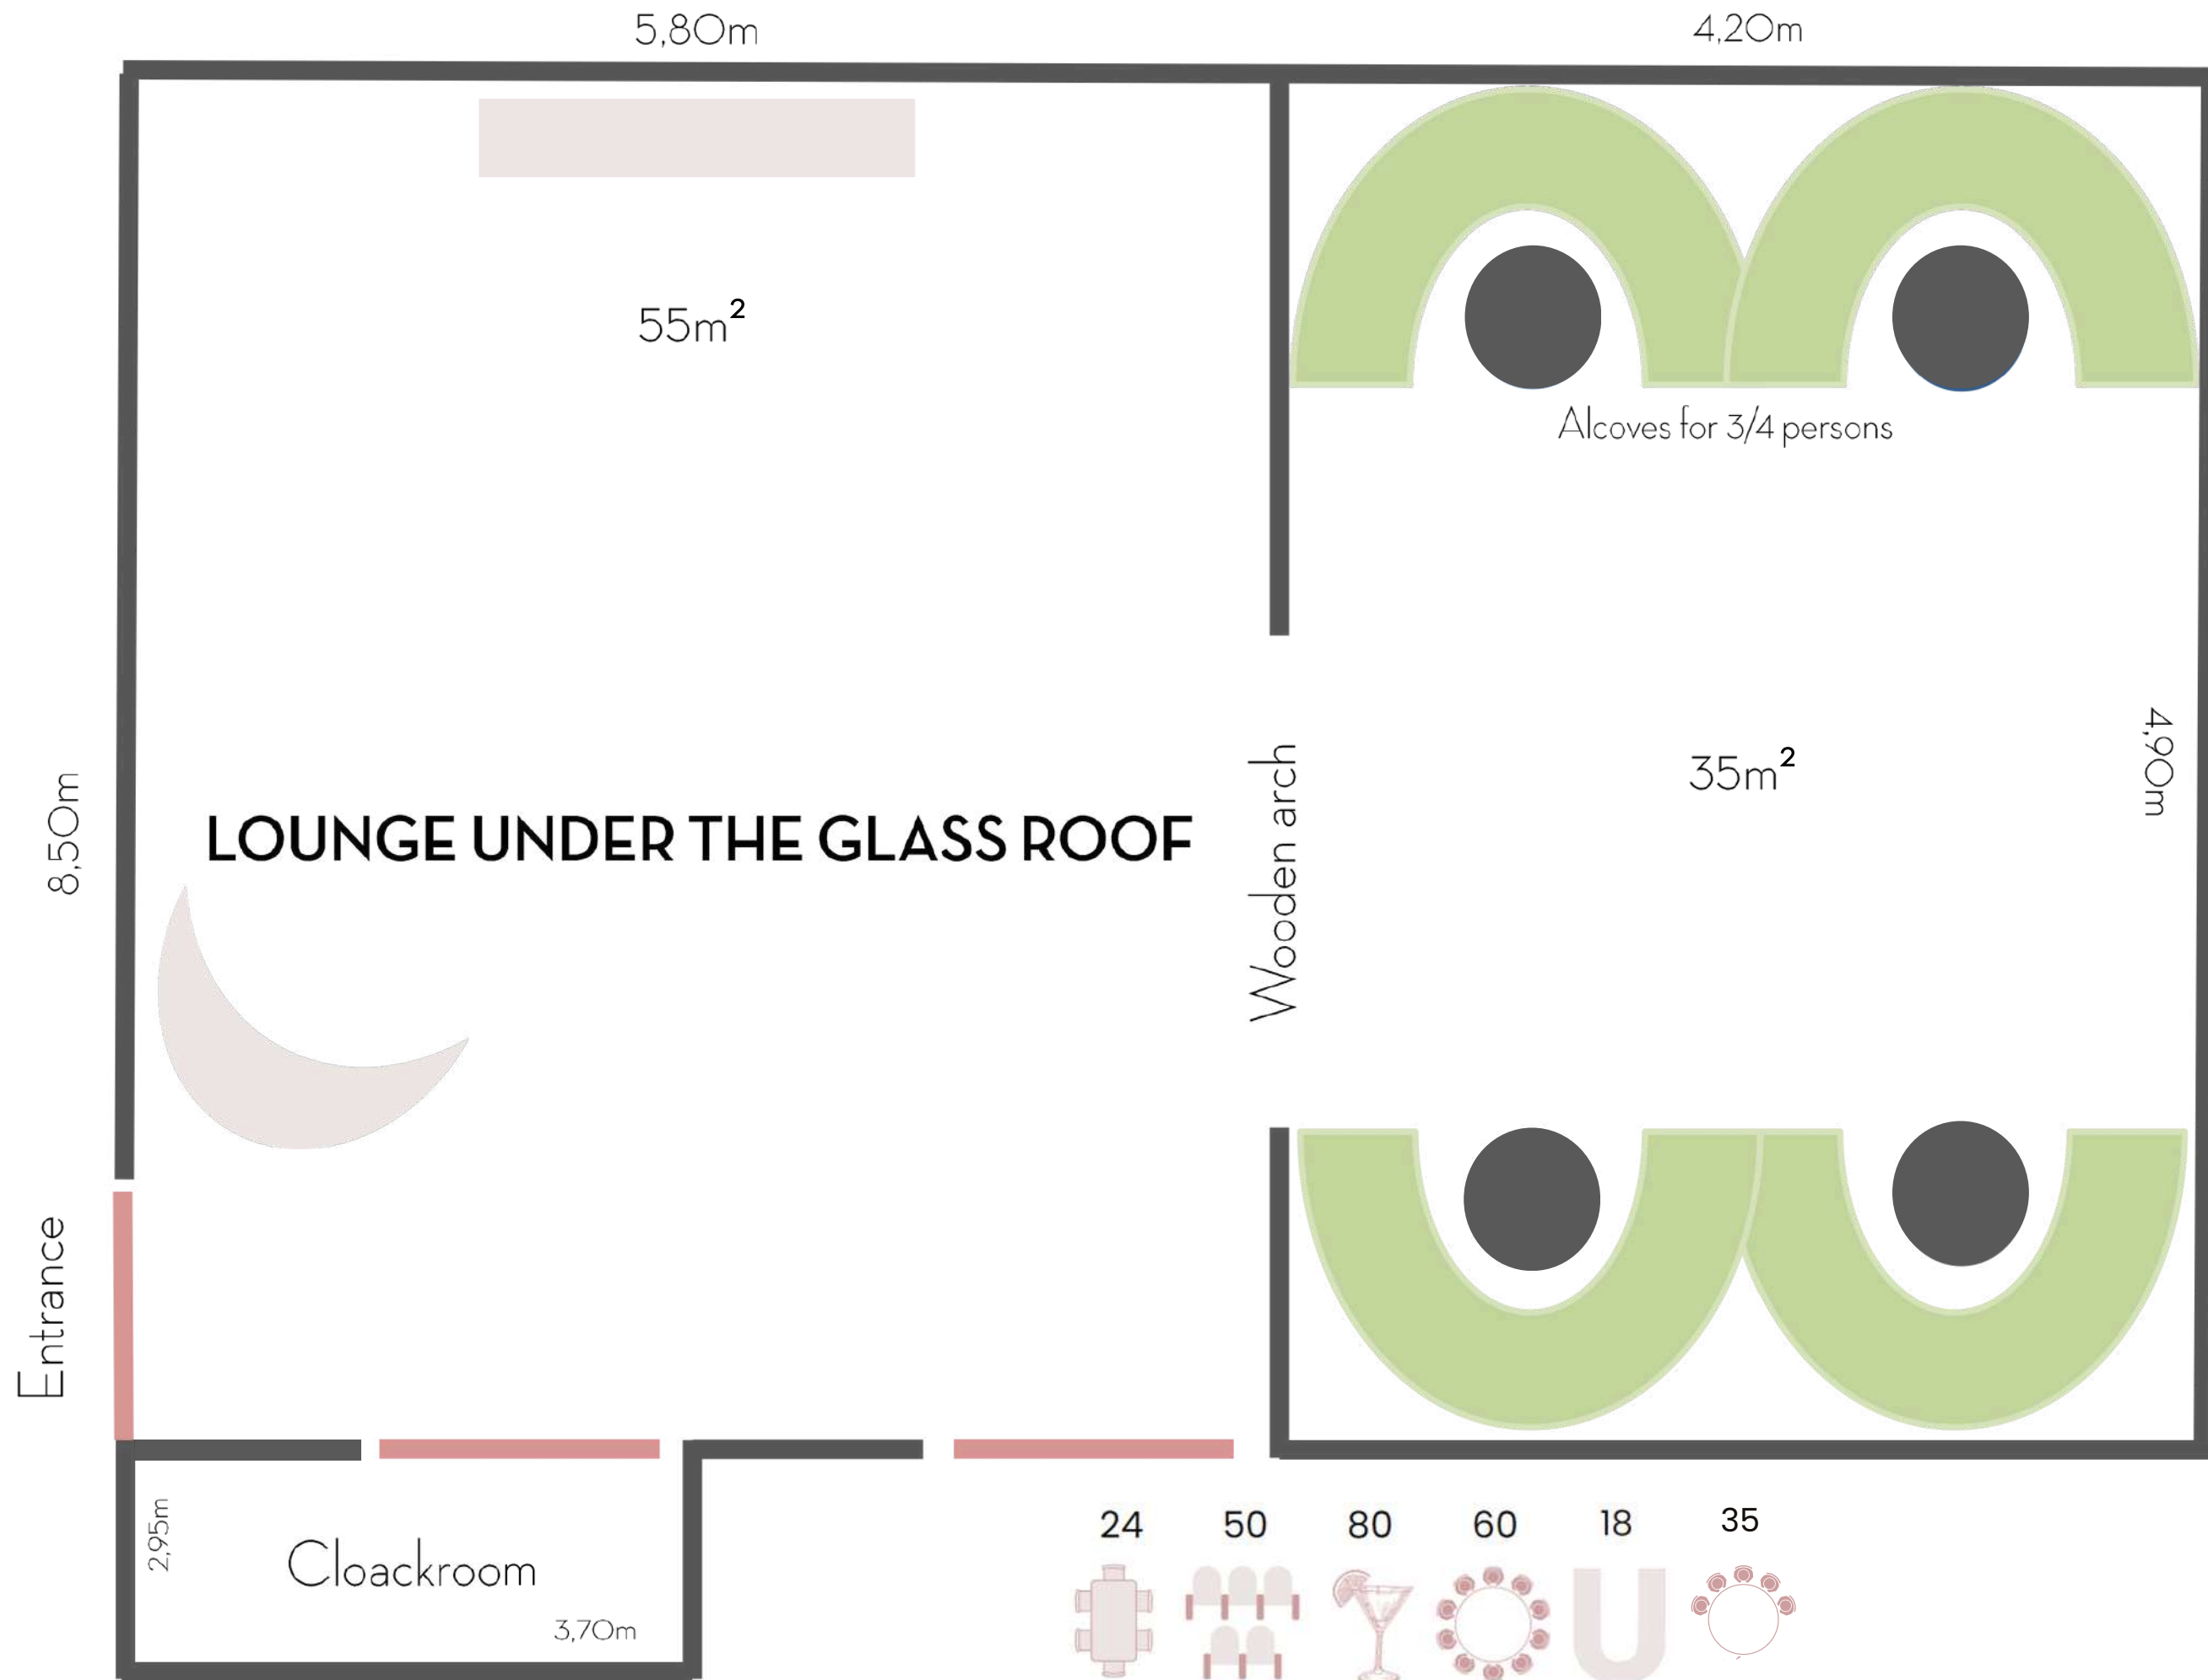 5,80m
4,20m
55m²
Alcoves for 3/4 persons
8,50m
LOUNGE UNDER THE GLASS ROOF
Wooden arch
35m²
4,90m
Entrance
2,95m
Cloackroom
3,70m
24 50 80 60 18 35